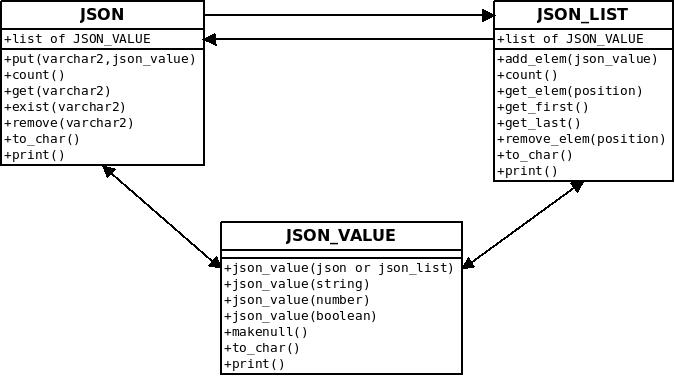 JSON
+list of JSON_VALUE
+put(varchar2,json_value)
+count()
+get(varchar2)
+exist(varchar2)
+remove(varchar2)
+to_char()
+print()
JSON_LIST
+list of JSON_VALUE
+add_elem(json_value)
+count()
+get_elem(position)
+get_first()
+get_last()
+remove_elem(position)
+to_char()
+print()
JSON_VALUE
+json_value(json or json_list)
+json_value(string)
+json_value(number)
+json_value(boolean)
+makenull()
+to_char()
+print()